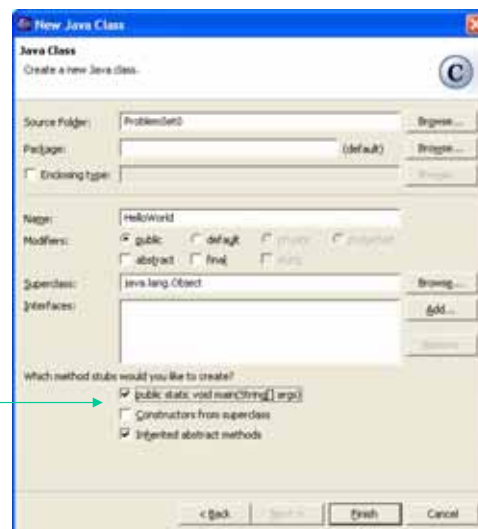 New Java Class
Java Class
Create a new Java class.
Source Folder: ProblemSet0 Browse...
Package: (default) Browse...
Enclosing type: Browse...
Name: HelloWorld
Modifiers: public default private protected
abstract final static
Superclass: java.lang.Object Browse...
Interfaces: Add...
Remove
Which method stubs would you like to create?
public static void main(String[] args)
Constructors from superclass
Inherited abstract methods
< Back Next > Finish Cancel